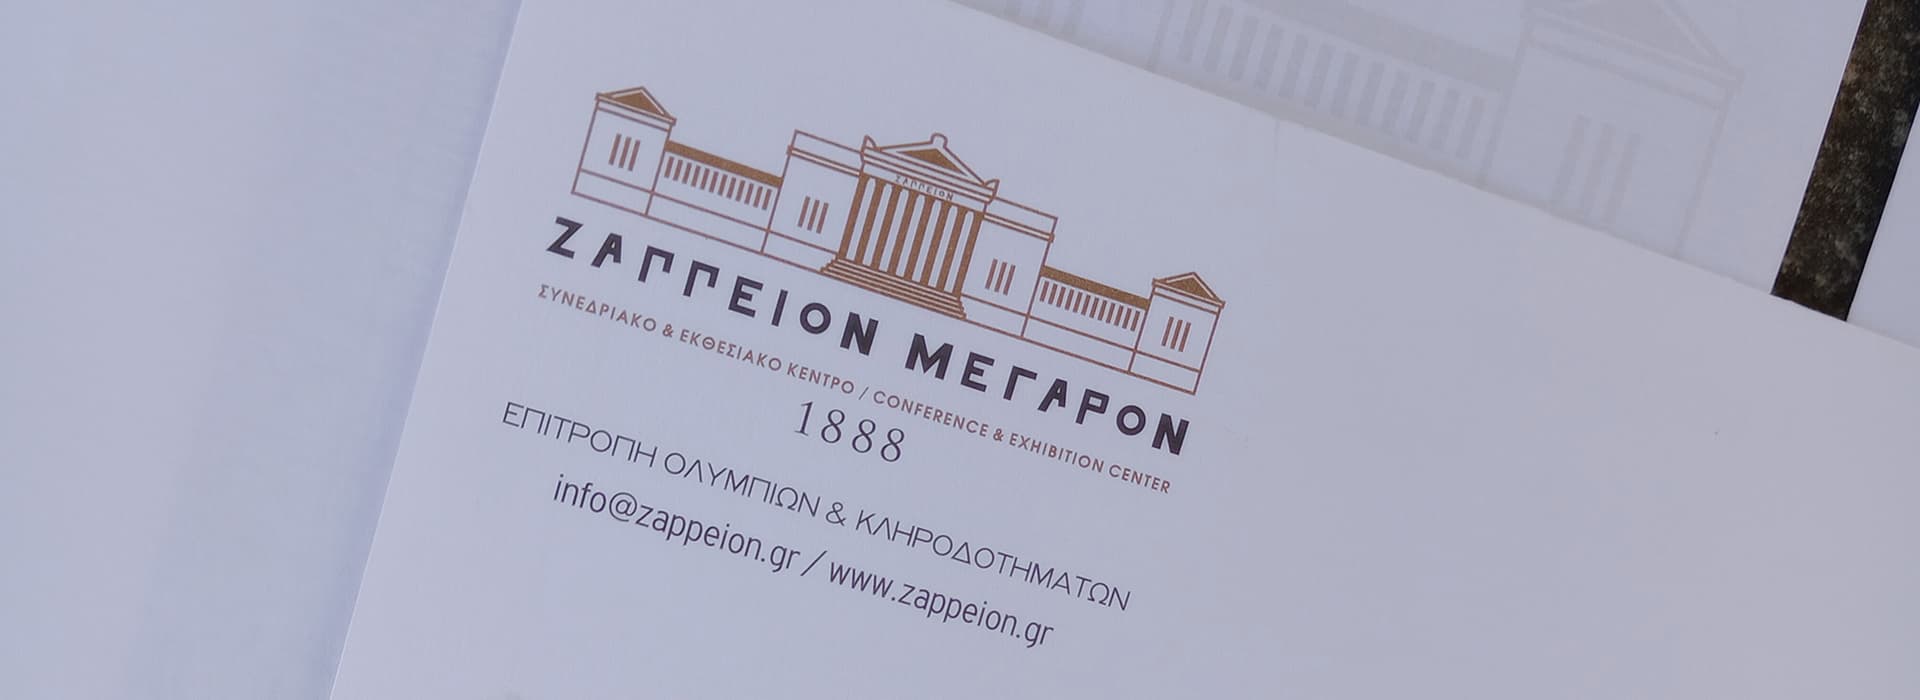 ΖΑΠΠΕΙΟΝ
ΖΑΠΠΕΙΟΝ ΜΕΓΑΡΟΝ
ΣΥΝΕΔΡΙΑΚΟ & ΕΚΘΕΣΙΑΚΟ ΚΕΝΤΡΟ / CONFERENCE & EXHIBITION CENTER
1888
ΕΠΙΤΡΟΠΗ ΟΛΥΜΠΙΩΝ & ΚΛΗΡΟΔΟΤΗΜΑΤΩΝ
info@zappeion.gr / www.zappeion.gr